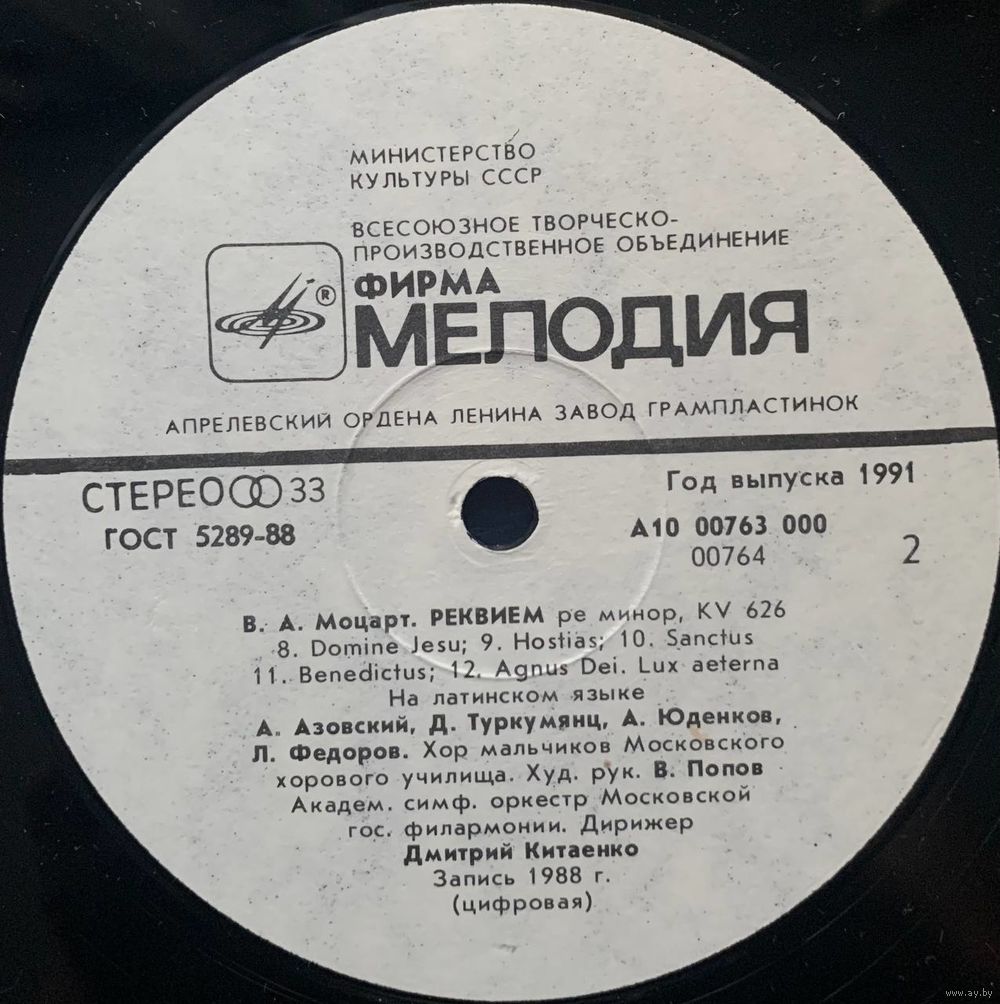 МИНИСТЕРСТВО
КУЛЬТУРЫ СССР
ВСЕСОЮЗНОЕ ТВОРЧЕСКО-
ПРОИЗВОДСТВЕННОЕ ОБЪЕДИНЕНИЕ
®
ФИРМА
МЕЛОДИЯ
АПРЕЛЕВСКИЙ ОРДЕНА ЛЕНИНА ЗАВОД ГРАМПЛАСТИНОК
СТЕРЕО 33
ГОСТ 5289-88
Год выпуска 1991
А10 00763 000
00764
2
В. А. Моцарт. РЕКВИЕМ ре минор, KV 626
8. Domine Jesu; 9. Hostias; 10. Sanctus
11. Benedictus; 12. Agnus Dei. Lux aeterna
На латинском языке
А. Азовский, Д. Туркумянц, А. Юденков,
Л. Федоров. Хор мальчиков Московского
хорового училища. Худ. рук. В. Попов
Академ. симф. оркестр Московской
гос. филармонии. Дирижер
Дмитрий Китаенко
Запись 1988 г.
(цифровая)
www.ay.by